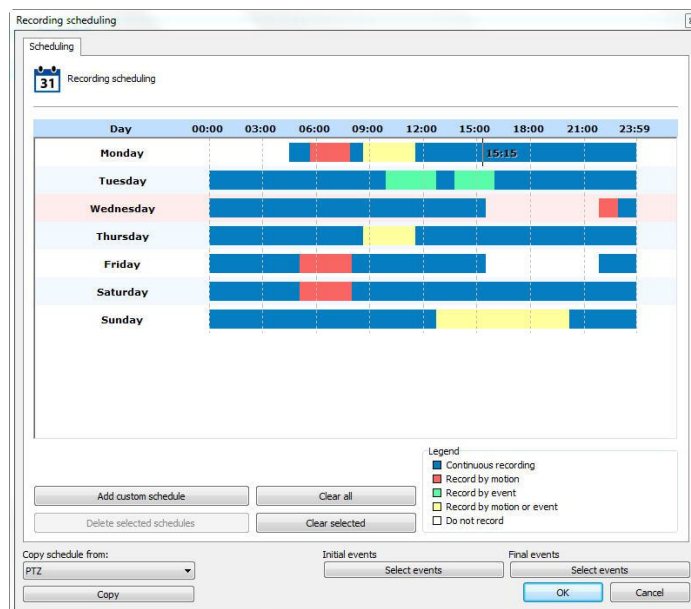 Recording scheduling
Scheduling
31 Recording scheduling
Day 00:00 03:00 06:00 09:00 12:00 15:00 18:00 21:00 23:59
Monday 15:15
Tuesday
Wednesday
Thursday
Friday
Saturday
Sunday
Legend
Continuous recording
Record by motion
Record by event
Record by motion or event
Do not record
Add custom schedule Clear all
Delete selected schedules Clear selected
Copy schedule from: Initial events Final events
PTZ Select events Select events
Copy OK Cancel